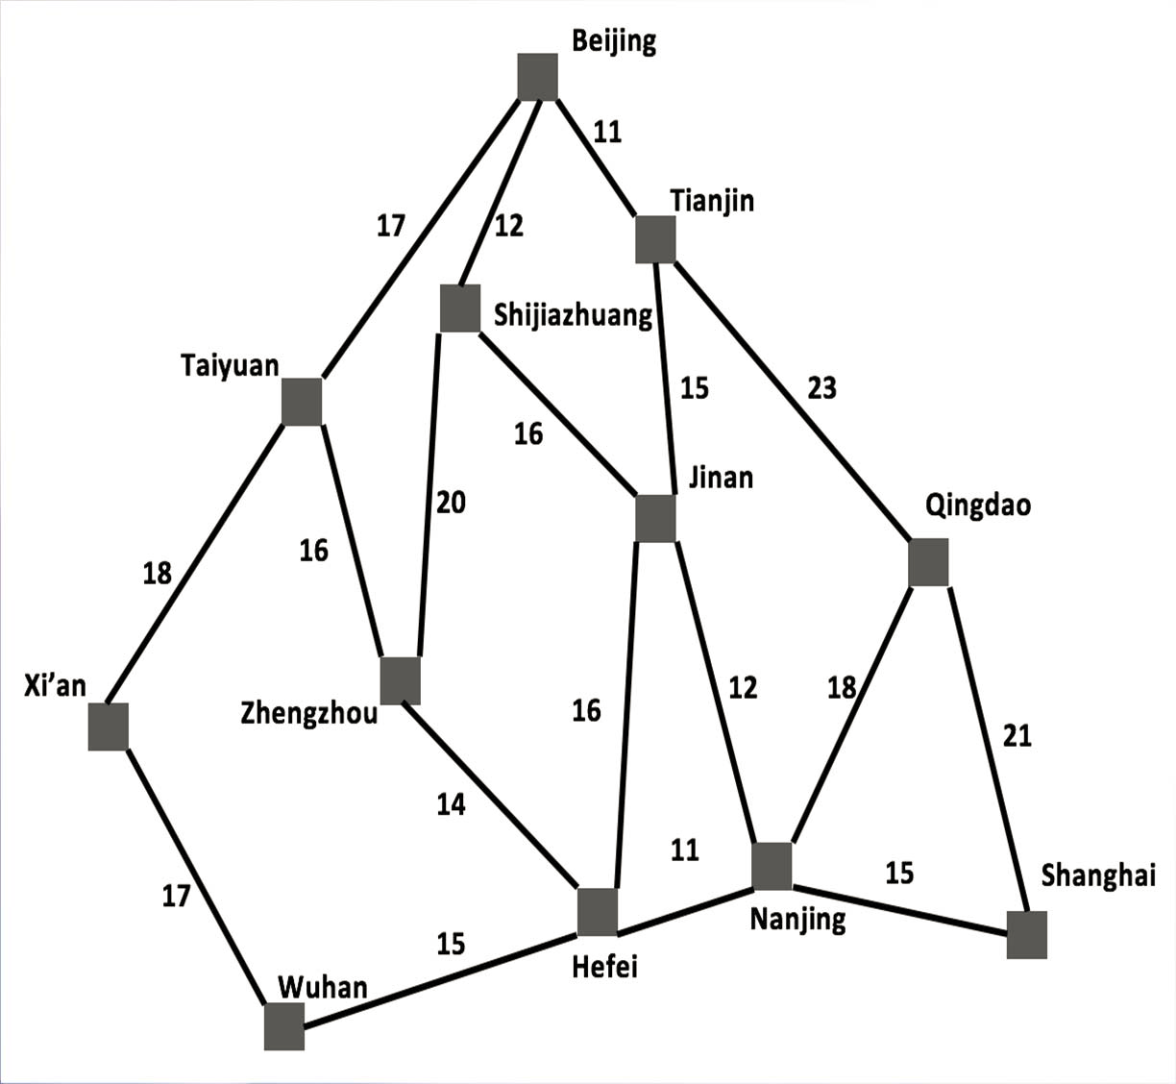 Beijing
11
Tianjin
17
12
Shijiazhuang
Taiyuan
15
23
16
Jinan
20
Qingdao
16
18
Xi’an
Zhengzhou
16
12
18
21
14
11
15
Shanghai
17
Nanjing
15
Hefei
Wuhan